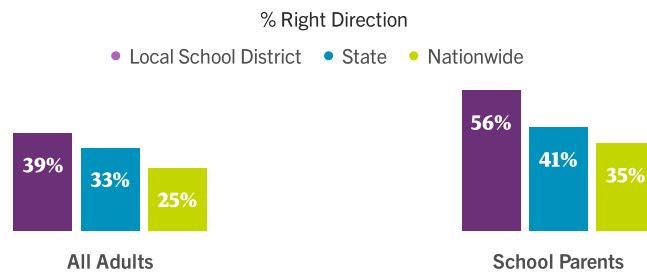 % Right Direction
Local School District State Nationwide
39% 33% 25%
56% 41% 35%
All Adults
School Parents